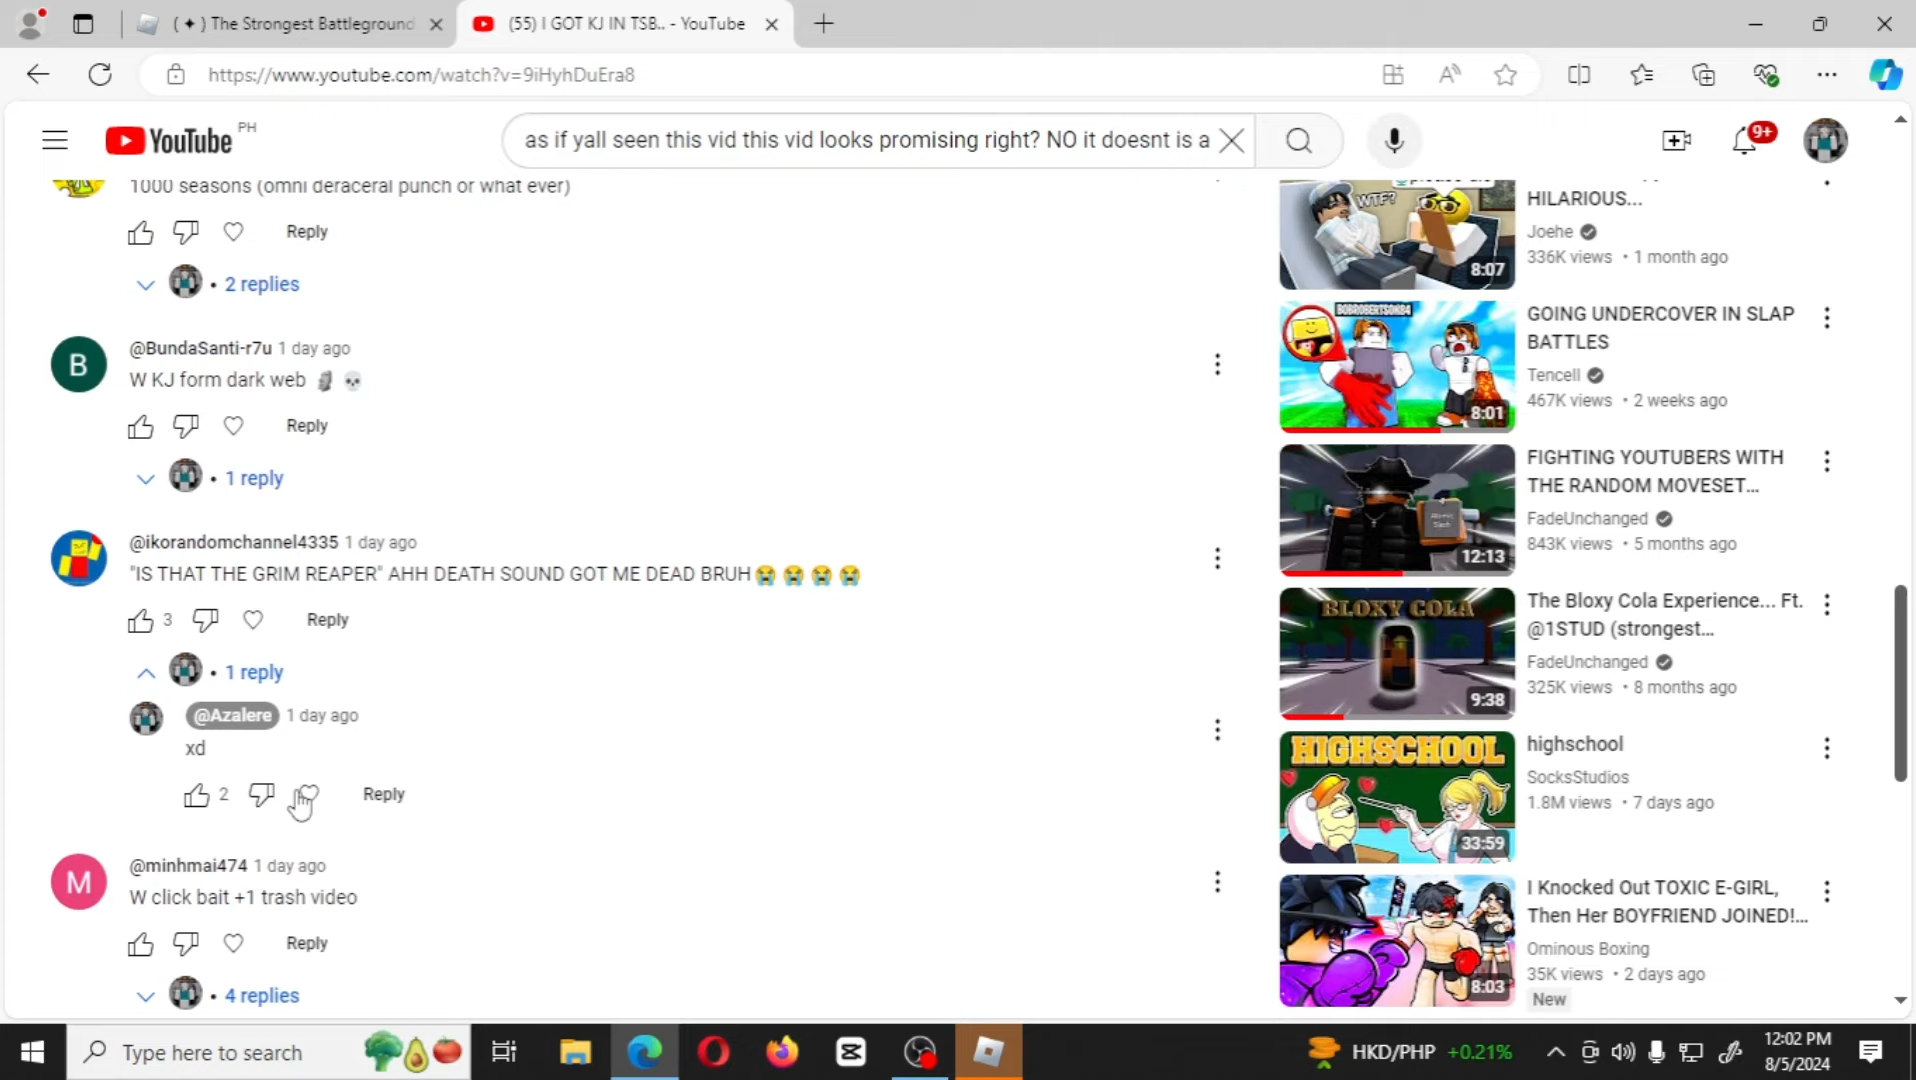 ( ✦ ) The Strongest Battleground
(55) I GOT KJ IN TSB.. - YouTube
https://www.youtube.com/watch?v=9iHyhDuEra8
YouTube PH
as if yall seen this vid this vid looks promising right? NO it doesnt is a
9+
1000 seasons (omni deraceral punch or what ever)
Reply
2 replies
@BundaSanti-r7u 1 day ago
W KJ form dark web 🗿 💀
Reply
1 reply
@ikorandomchannel4335 1 day ago
"IS THAT THE GRIM REAPER" AHH DEATH SOUND GOT ME DEAD BRUH 😭 😭 😭 😭
3 Reply
1 reply
@Azalere 1 day ago
xd
2 Reply
@minhmai474 1 day ago
W click bait +1 trash video
Reply
4 replies
WTF?
8:07
HILARIOUS...
Joehe
336K views • 1 month ago
BOBROBERTSON84
8:01
GOING UNDERCOVER IN SLAP
BATTLES
Tencell
467K views • 2 weeks ago
Atomic
Slash
12:13
FIGHTING YOUTUBERS WITH
THE RANDOM MOVESET...
FadeUnchanged
843K views • 5 months ago
BLOXY COLA
9:38
The Bloxy Cola Experience... Ft.
@1STUD (strongest...
FadeUnchanged
325K views • 8 months ago
HIGHSCHOOL
33:59
highschool
SocksStudios
1.8M views • 7 days ago
8:03
I Knocked Out TOXIC E-GIRL,
Then Her BOYFRIEND JOINED!...
Ominous Boxing
35K views • 2 days ago
New
Type here to search
HKD/PHP +0.21%
12:02 PM
8/5/2024